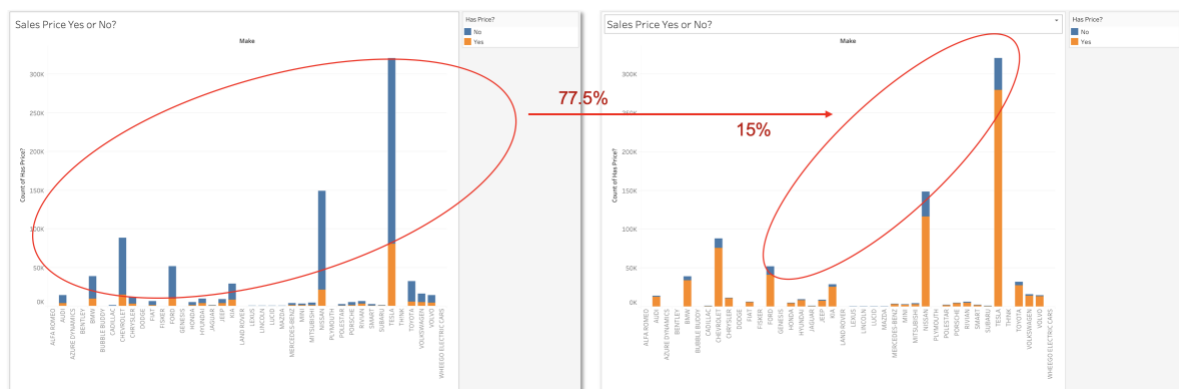 Sales Price Yes or No?
Has Price?
No
Yes
Make
300K
250K
200K
150K
100K
50K
0K
Count of Has Price?
ALFA ROMEO
AUDI
AZURE DYNAMICS
BENTLEY
BMW
BUBBLE BUDDY
CADILLAC
CHEVROLET
CHRYSLER
DODGE
FIAT
FISKER
FORD
GENESIS
HONDA
HYUNDAI
JAGUAR
JEEP
KIA
LAND ROVER
LEXUS
LINCOLN
LUCID
MAZDA
MERCEDES-BENZ
MINI
MITSUBISHI
NISSAN
PLYMOUTH
POLESTAR
PORSCHE
RIVIAN
SMART
SUBARU
TESLA
THINK
TOYOTA
VOLKSWAGEN
VOLVO
WHEEGO ELECTRIC CARS
77.5%
15%
Sales Price Yes or No?
Has Price?
No
Yes
Make
300K
250K
200K
150K
100K
50K
0K
Count of Has Price?
ALFA ROMEO
AUDI
AZURE DYNAMICS
BENTLEY
BMW
BUBBLE BUDDY
CADILLAC
CHEVROLET
CHRYSLER
DODGE
FIAT
FISKER
FORD
GENESIS
HONDA
HYUNDAI
JAGUAR
JEEP
KIA
LAND ROVER
LEXUS
LINCOLN
LUCID
MAZDA
MERCEDES-BENZ
MINI
MITSUBISHI
NISSAN
PLYMOUTH
POLESTAR
PORSCHE
RIVIAN
SMART
SUBARU
TESLA
THINK
TOYOTA
VOLKSWAGEN
VOLVO
WHEEGO ELECTRIC CARS